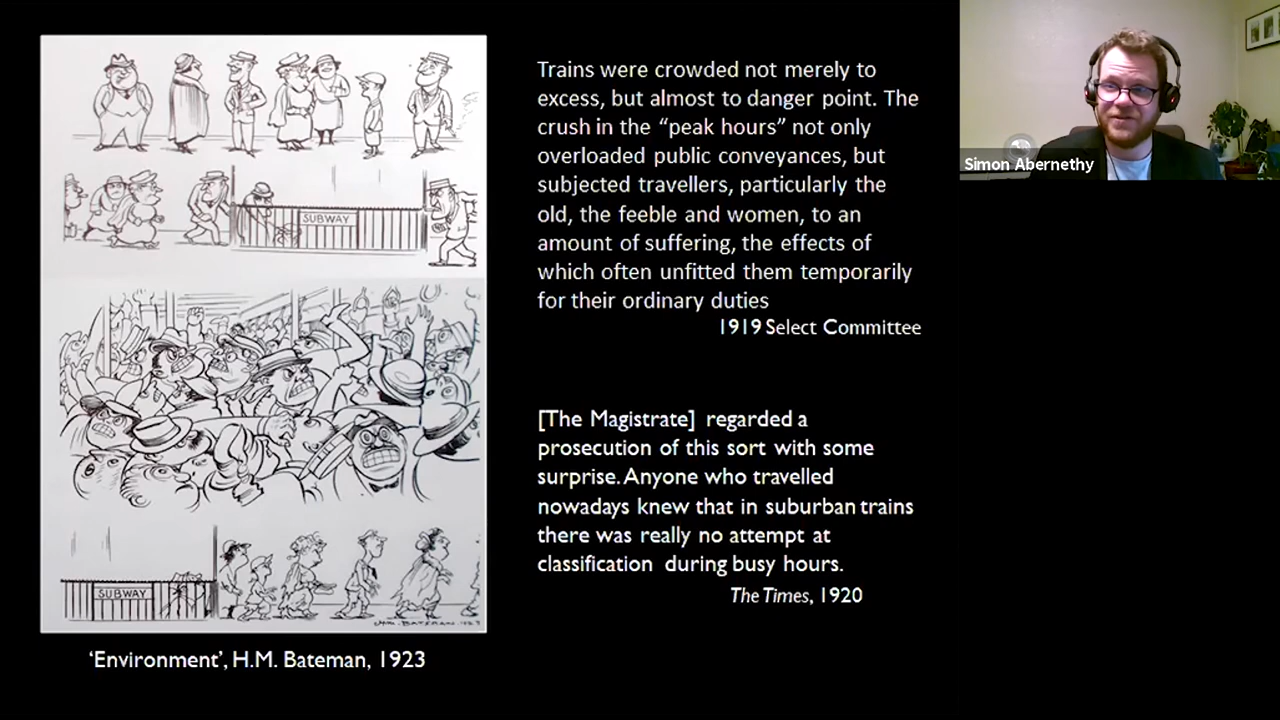 Trains were crowded not merely to
excess, but almost to danger point. The
crush in the “peak hours” not only
overloaded public conveyances, but
subjected travellers, particularly the
old, the feeble and women, to an
amount of suffering, the effects of
which often unfitted them temporarily
for their ordinary duties
1919 Select Committee
[The Magistrate] regarded a
prosecution of this sort with some
surprise. Anyone who travelled
nowadays knew that in suburban trains
there was really no attempt at
classification during busy hours.
The Times, 1920
SUBWAY
SUBWAY
‘Environment’, H.M. Bateman, 1923
Simon Abernethy